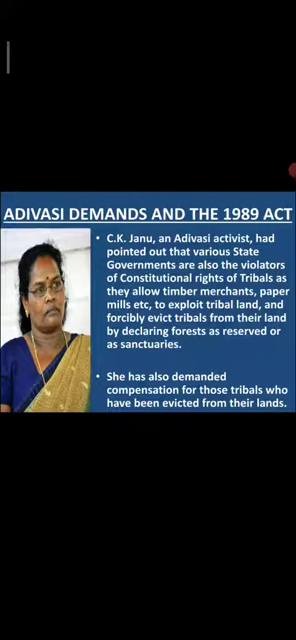 ADIVASI DEMANDS AND THE 1989 ACT
• C.K. Janu, an Adivasi activist, had
pointed out that various State
Governments are also the violators
of Constitutional rights of Tribals as
they allow timber merchants, paper
mills etc, to exploit tribal land, and
forcibly evict tribals from their land
by declaring forests as reserved or
as sanctuaries.
• She has also demanded
compensation for those tribals who
have been evicted from their lands.